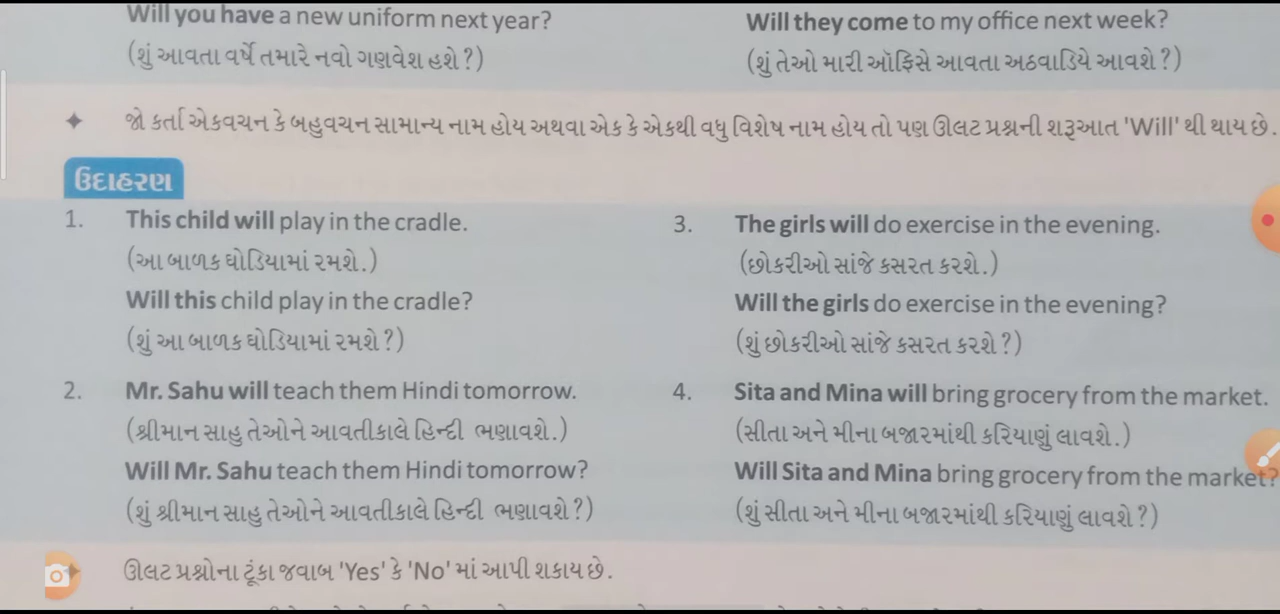 Will you have a new uniform next year?
(શું આવતા વર્ષે તમારે નવો ગણવેશ હશે ?)
Will they come to my office next week?
(શું તેઓ મારી ઑફિસે આવતા અઠવાડિયે આવશે ?)
✦ જો કર્તા એકવચન કે બહુવચન સામાન્ય નામ હોય અથવા એક કે એકથી વધુ વિશેષ નામ હોય તો પણ ઊલટ પ્રશ્નની શરૂઆત 'Will' થી થાય છે.
ઉદાહરણ
1. This child will play in the cradle.
(આ બાળક ઘોડિયામાં રમશે.)
Will this child play in the cradle?
(શું આ બાળક ઘોડિયામાં રમશે ?)
2. Mr. Sahu will teach them Hindi tomorrow.
(શ્રીમાન સાહુ તેઓને આવતીકાલે હિન્દી ભણાવશે.)
Will Mr. Sahu teach them Hindi tomorrow?
(શું શ્રીમાન સાહુ તેઓને આવતીકાલે હિન્દી ભણાવશે ?)
3. The girls will do exercise in the evening.
(છોકરીઓ સાંજે કસરત કરશે.)
Will the girls do exercise in the evening?
(શું છોકરીઓ સાંજે કસરત કરશે ?)
4. Sita and Mina will bring grocery from the market.
(સીતા અને મીના બજારમાંથી કરિયાણું લાવશે.)
Will Sita and Mina bring grocery from the market?
(શું સીતા અને મીના બજારમાંથી કરિયાણું લાવશે ?)
✦ ઊલટ પ્રશ્નોના ટૂંકા જવાબ 'Yes' કે 'No' માં આપી શકાય છે.